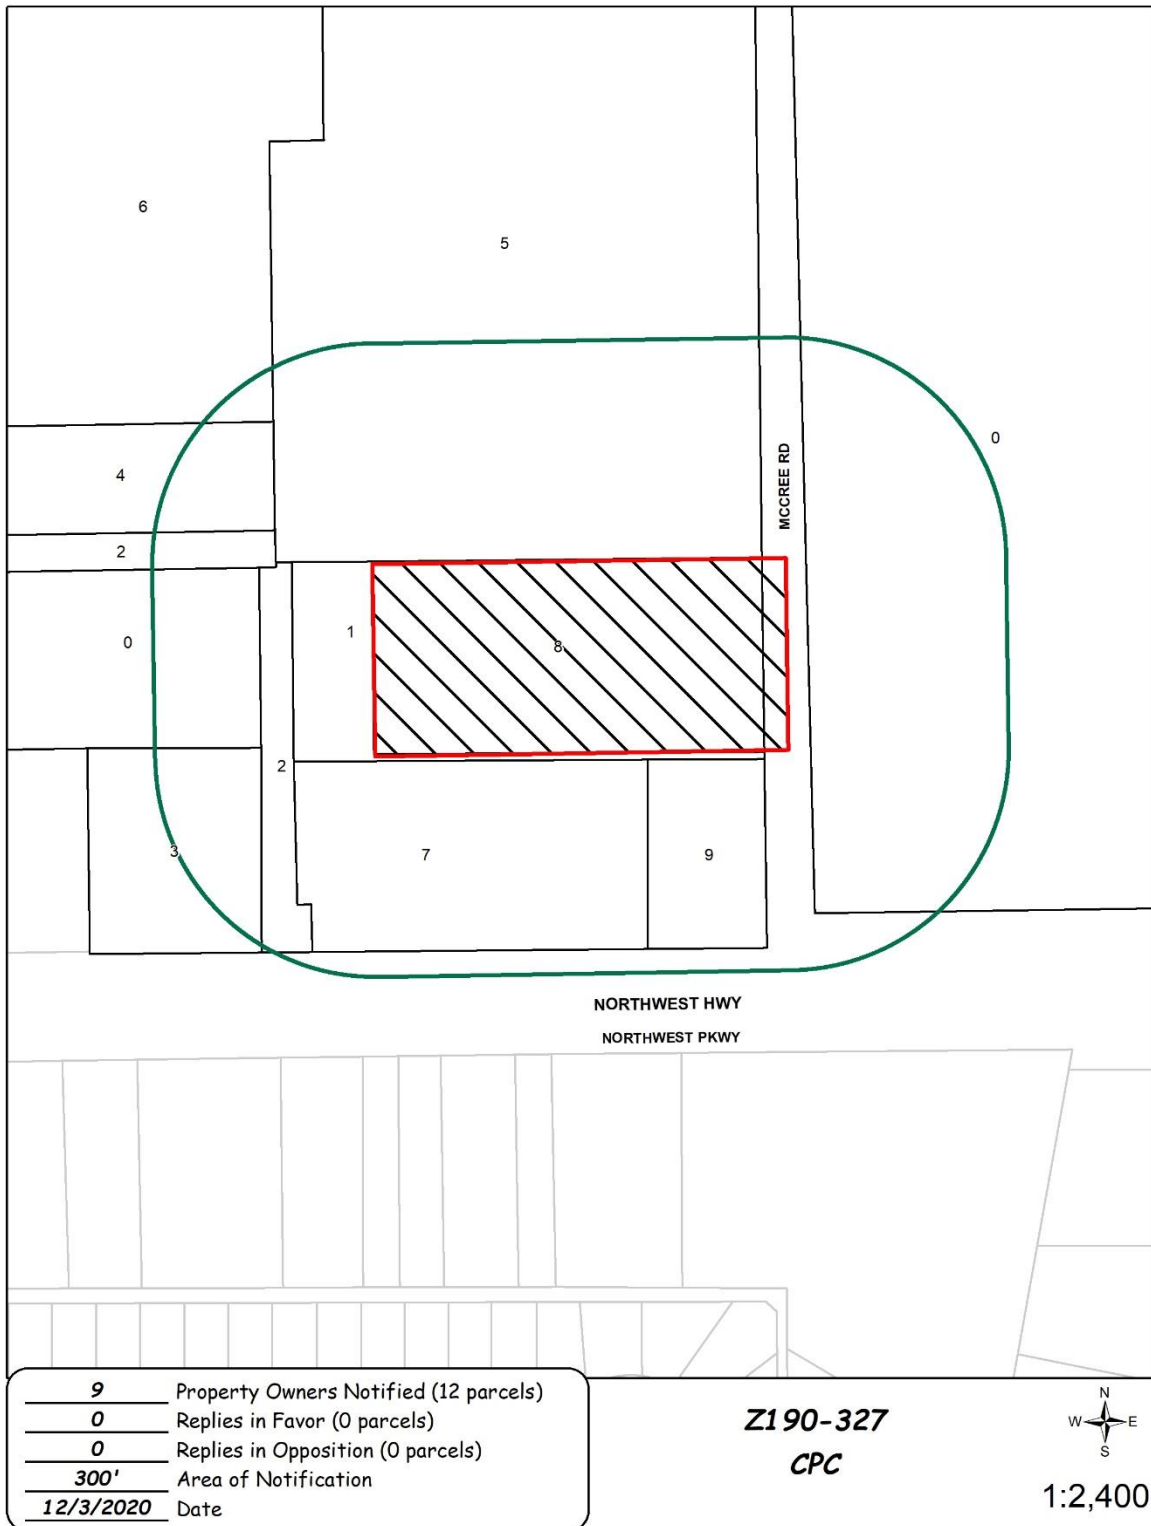 6
5
0
4
MCCREE RD
2
0
1
8
2
3
7
9
NORTHWEST HWY
NORTHWEST PKWY
9 Property Owners Notified (12 parcels)
0 Replies in Favor (0 parcels)
0 Replies in Opposition (0 parcels)
300' Area of Notification
12/3/2020 Date
Z190-327
CPC
N
W E
S
1:2,400